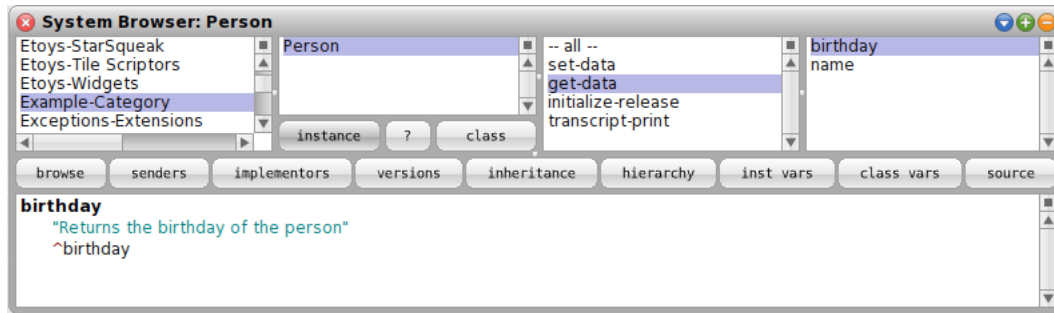 System Browser: Person
Etoys-StarSqueak
Etoys-Tile Scriptors
Etoys-Widgets
Example-Category
Exceptions-Extensions
Person
instance
?
class
-- all --
set-data
get-data
initialize-release
transcript-print
birthday
name
browse
senders
implementors
versions
inheritance
hierarchy
inst vars
class vars
source
birthday
"Returns the birthday of the person"
^birthday